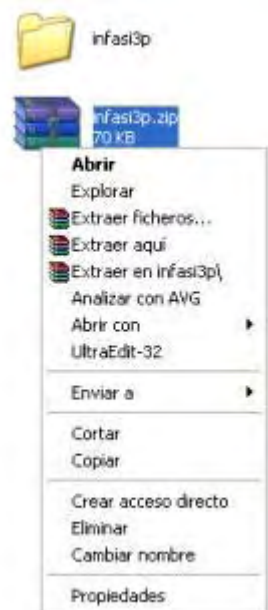 infasi3p
infasi3p.zip
70 KB
Abrir
Explorar
Extraer ficheros...
Extraer aquí
Extraer en infasi3p\
Analizar con AVG
Abrir con
UltraEdit-32
Enviar a
Cortar
Copiar
Crear acceso directo
Eliminar
Cambiar nombre
Propiedades